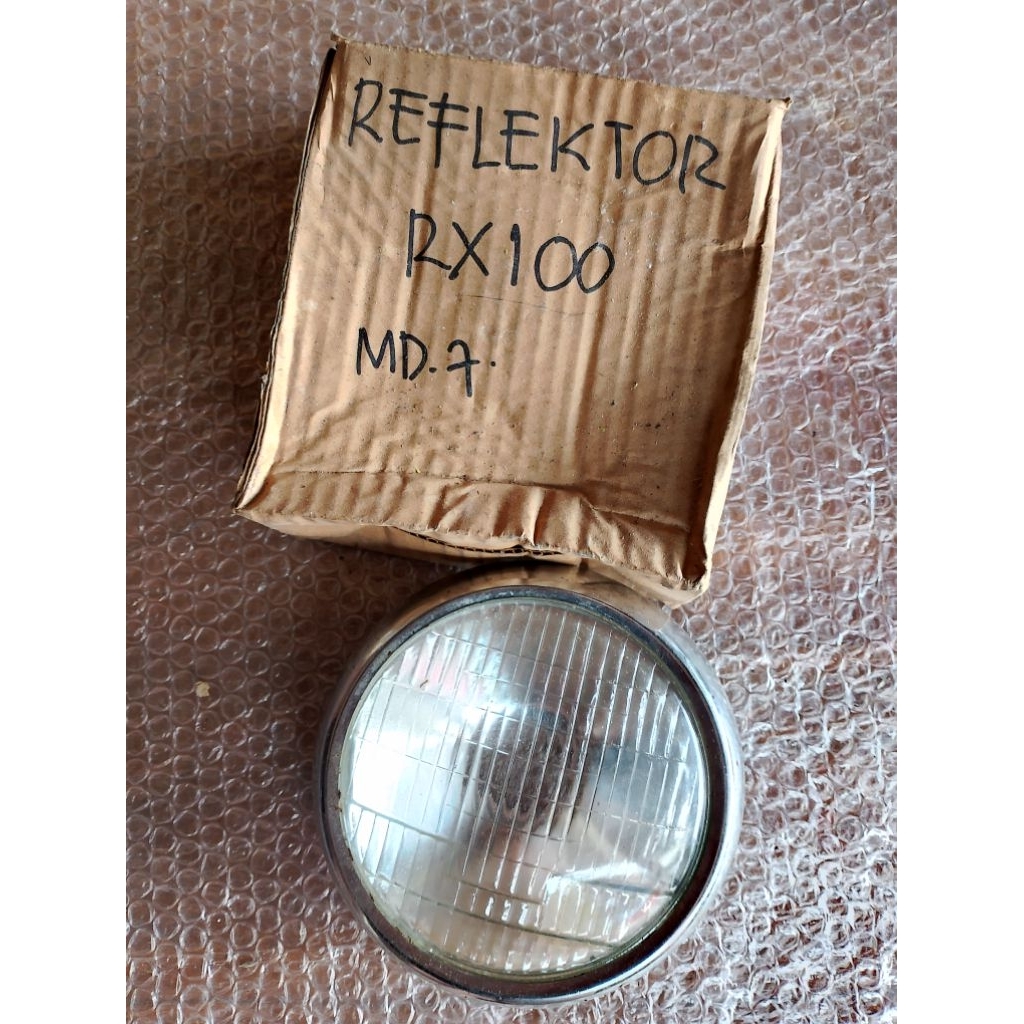 REFLEKTOR
RX100
MD.7.